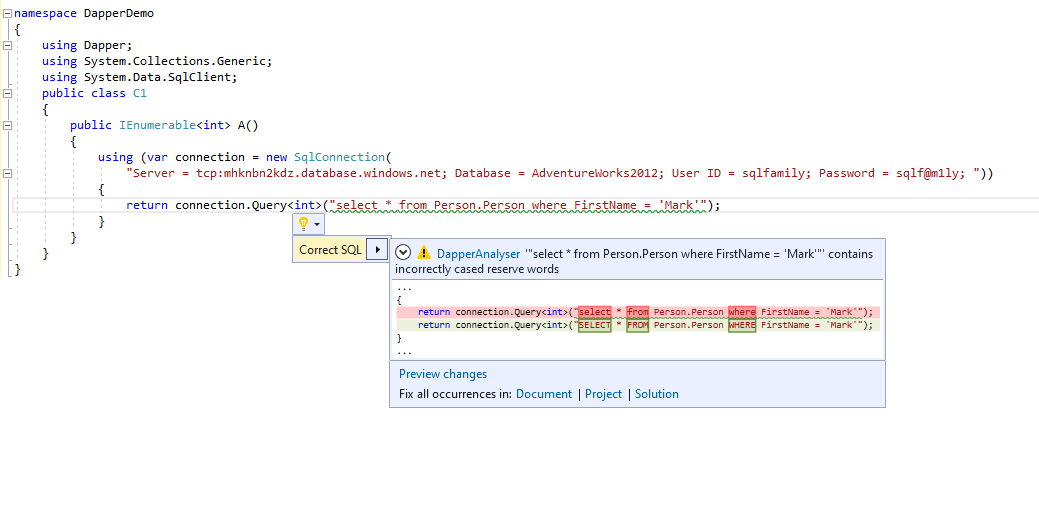 namespace DapperDemo
{
using Dapper;
using System.Collections.Generic;
using System.Data.SqlClient;
public class C1
{
public IEnumerable<int> A()
{
using (var connection = new SqlConnection(
"Server = tcp:mhknbn2kdz.database.windows.net; Database = AdventureWorks2012; User ID = sqlfamily; Password = sqlf@m1ly; "))
{
return connection.Query<int>("select * from Person.Person where FirstName = 'Mark'");
}
}
}
}
Correct SQL
DapperAnalyser '"select * from Person.Person where FirstName = 'Mark'"' contains
incorrectly cased reserve words
...
{
return connection.Query<int>("select * from Person.Person where FirstName = 'Mark'");
return connection.Query<int>("SELECT * FROM Person.Person WHERE FirstName = 'Mark'");
}
...
Preview changes
Fix all occurrences in: Document | Project | Solution